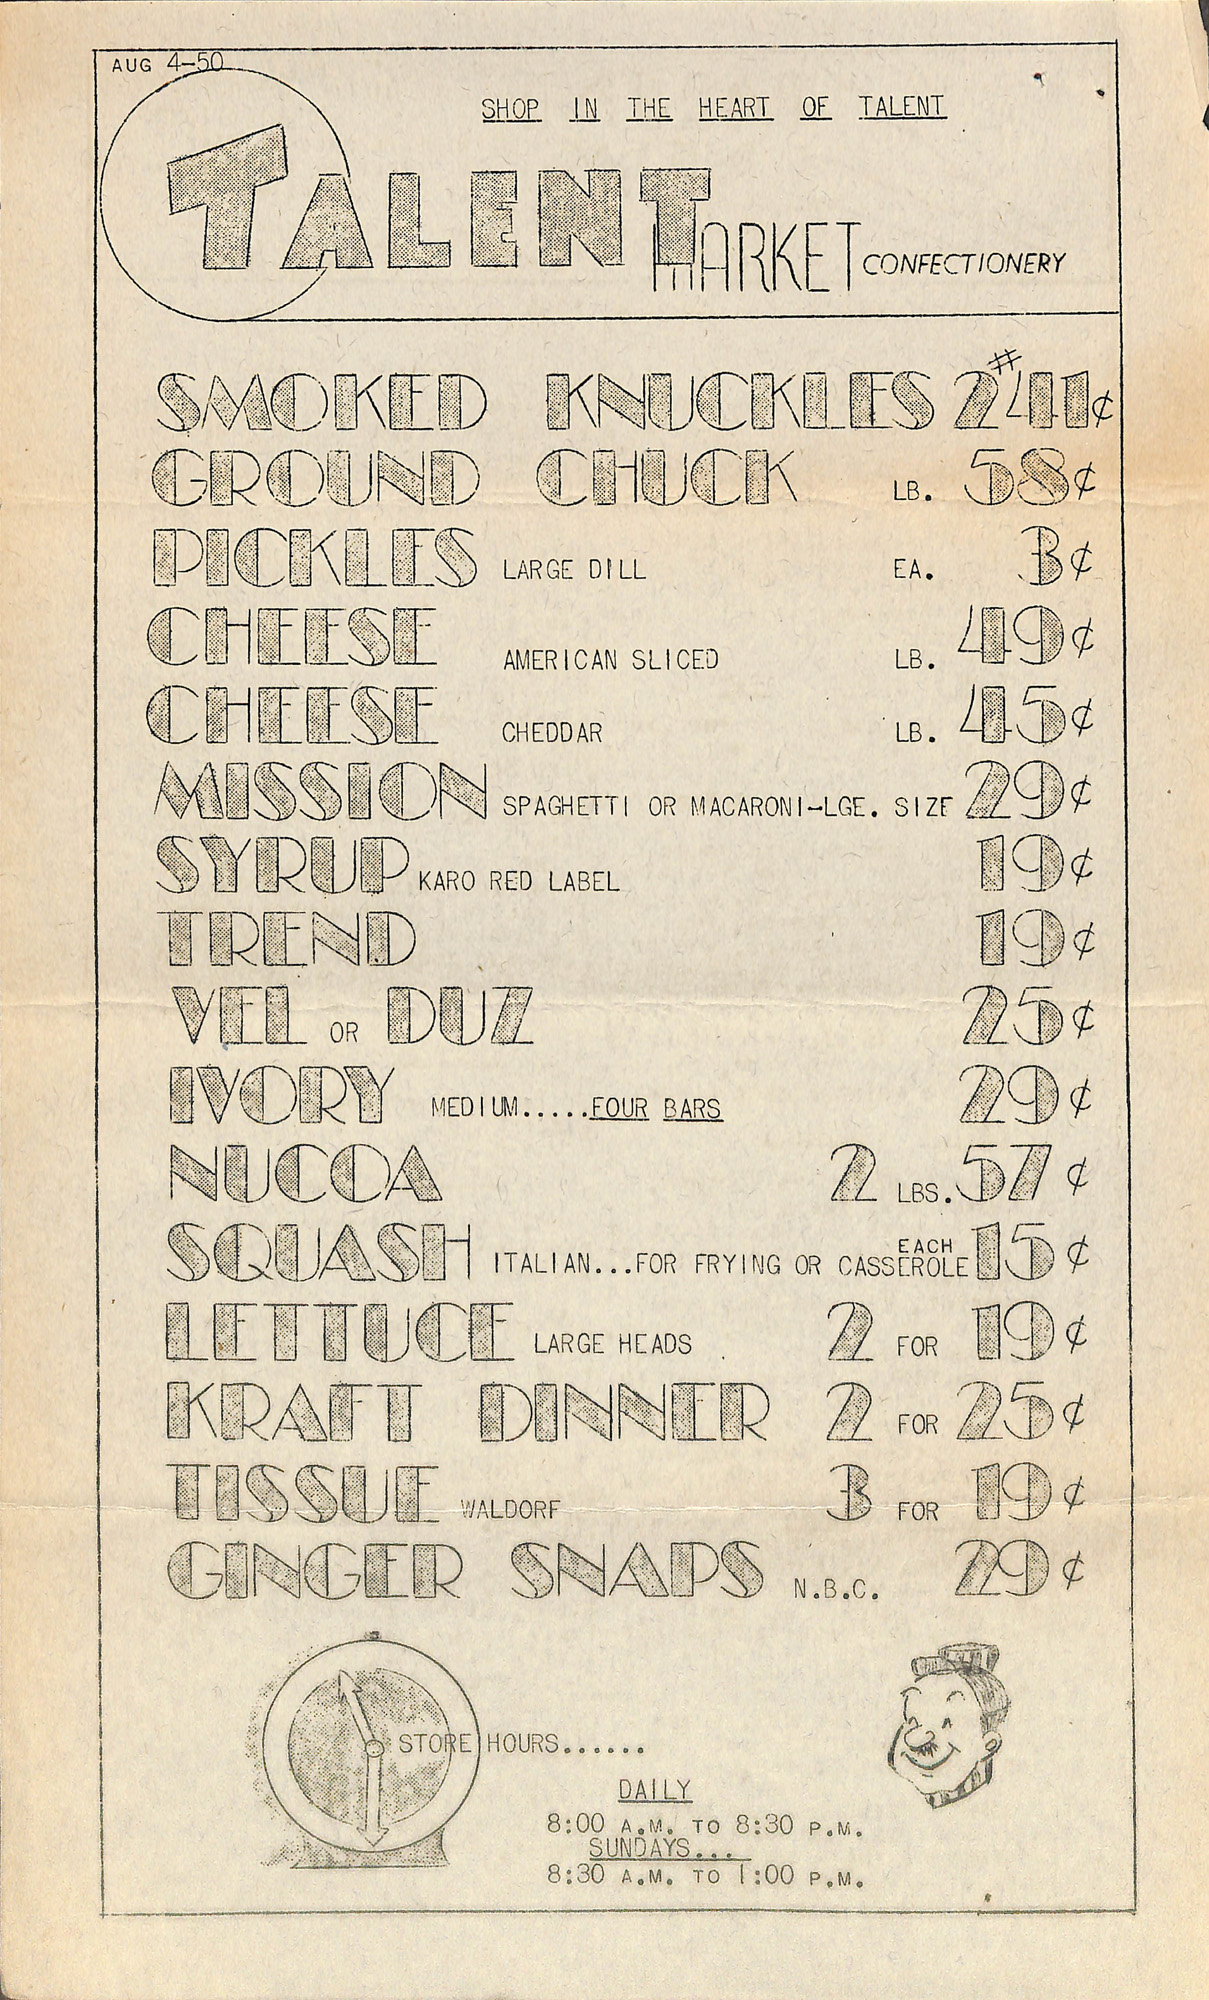 AUG 4-50
SHOP IN THE HEART OF TALENT
TALENT MARKET CONFECTIONERY
SMOKED KNUCKLES 2# 41¢
GROUND CHUCK LB. 58¢
PICKLES LARGE DILL EA. 3¢
CHEESE AMERICAN SLICED LB. 49¢
CHEESE CHEDDAR LB. 45¢
MISSION SPAGHETTI OR MACARONI-LGE. SIZE 29¢
SYRUP KARO RED LABEL 19¢
TREND 19¢
VEL OR DUZ 25¢
IVORY MEDIUM.....FOUR BARS 29¢
NUCOA 2 LBS. 57¢
SQUASH ITALIAN...FOR FRYING OR CASSEROLE EACH 15¢
LETTUCE LARGE HEADS 2 FOR 19¢
KRAFT DINNER 2 FOR 25¢
TISSUE WALDORF 3 FOR 19¢
GINGER SNAPS N.B.C. 29¢
STORE HOURS......
DAILY
8:00 A.M. TO 8:30 P.M.
SUNDAYS...
8:30 A.M. TO 1:00 P.M.